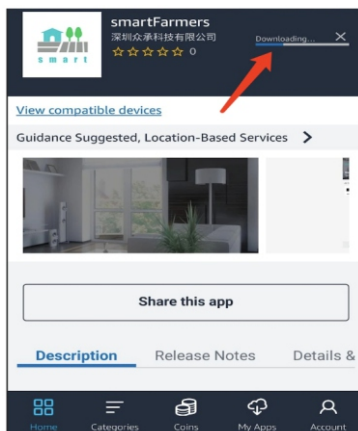 smartFarmers
深圳众承科技有限公司
smart
0
Downloading...
View compatible devices
Guidance Suggested, Location-Based Services
Share this app
Description Release Notes Details &
Home Categories Coins My Apps Account